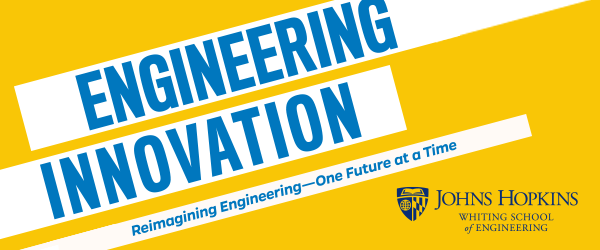 ENGINEERING
INNOVATION
Reimagining Engineering—One Future at a Time
JOHNS HOPKINS
WHITING SCHOOL
of ENGINEERING